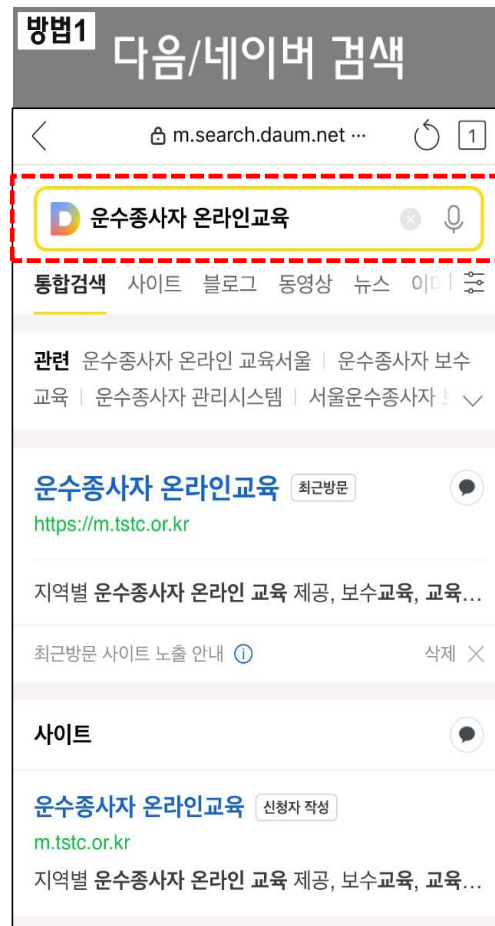 방법1
다음/네이버 검색
m.search.daum.net ...
1
운수종사자 온라인교육
통합검색 사이트 블로그 동영상 뉴스
관련 운수종사자 온라인 교육서울 | 운수종사자 보수
교육 | 운수종사자 관리시스템 | 서울운수종사자
운수종사자 온라인교육 최근방문
https://m.tstc.or.kr
지역별 운수종사자 온라인 교육 제공, 보수교육, 교육...
최근방문 사이트 노출 안내 삭제
사이트
운수종사자 온라인교육 신청자 작성
m.tstc.or.kr
지역별 운수종사자 온라인 교육 제공, 보수교육, 교육...